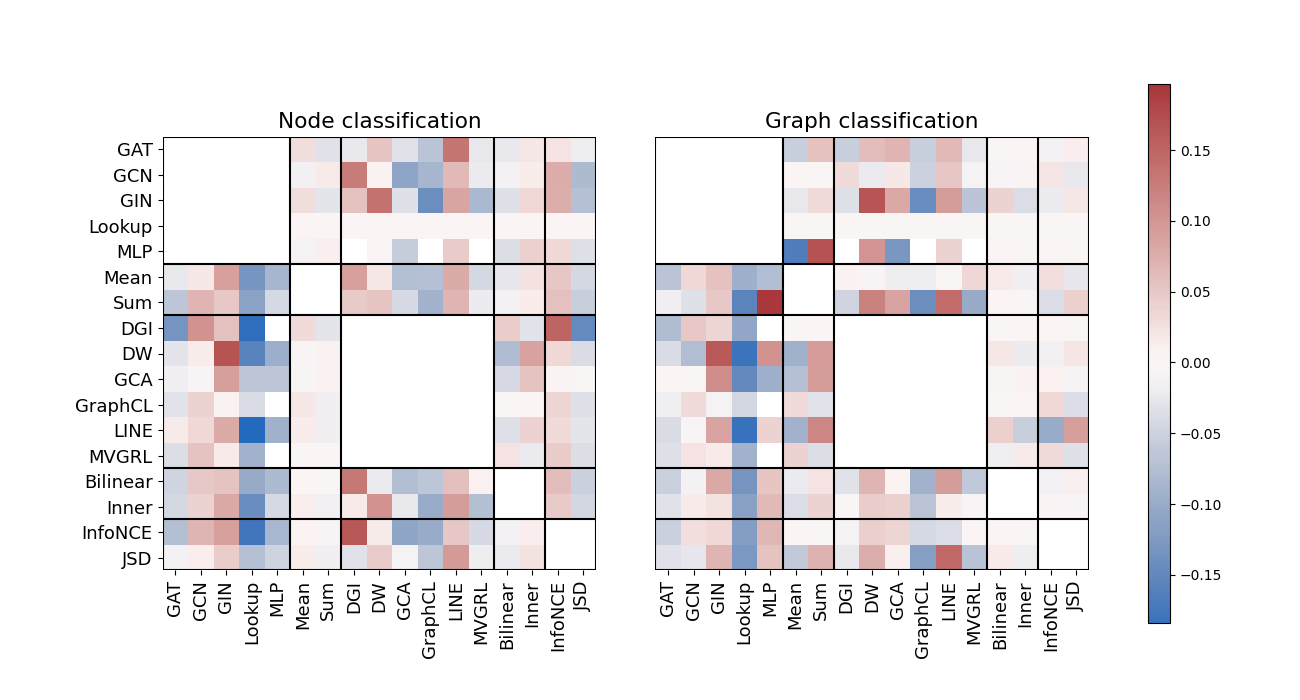 Node classification
Graph classification
GAT
GCN
GIN
Lookup
MLP
Mean
Sum
DGI
DW
GCA
GraphCL
LINE
MVGRL
Bilinear
Inner
InfoNCE
JSD
GAT
GCN
GIN
Lookup
MLP
Mean
Sum
DGI
DW
GCA
GraphCL
LINE
MVGRL
Bilinear
Inner
InfoNCE
JSD
GAT
GCN
GIN
Lookup
MLP
Mean
Sum
DGI
DW
GCA
GraphCL
LINE
MVGRL
Bilinear
Inner
InfoNCE
JSD
0.15
0.10
0.05
0.00
−0.05
−0.10
−0.15